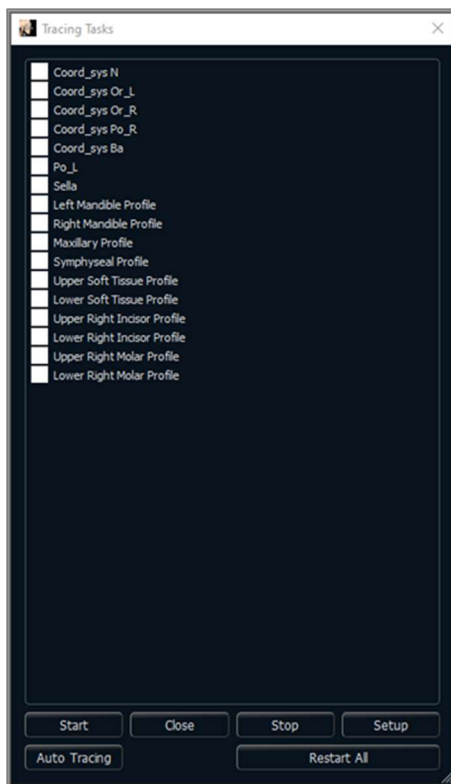 Tracing Tasks
Coord_sys N
Coord_sys Or_L
Coord_sys Or_R
Coord_sys Po_R
Coord_sys Ba
Po_L
Sella
Left Mandible Profile
Right Mandible Profile
Maxillary Profile
Symphyseal Profile
Upper Soft Tissue Profile
Lower Soft Tissue Profile
Upper Right Incisor Profile
Lower Right Incisor Profile
Upper Right Molar Profile
Lower Right Molar Profile
Start Close Stop Setup
Auto Tracing Restart All